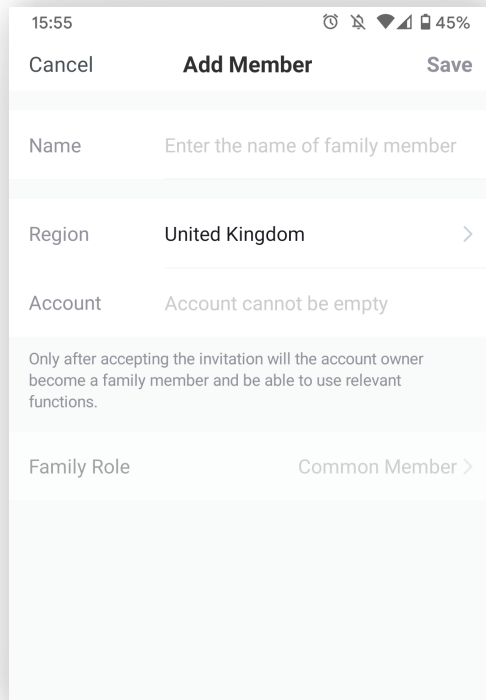 15:55 45%
Cancel Add Member Save
Name Enter the name of family member
Region United Kingdom
Account Account cannot be empty
Only after accepting the invitation will the account owner
become a family member and be able to use relevant
functions.
Family Role Common Member